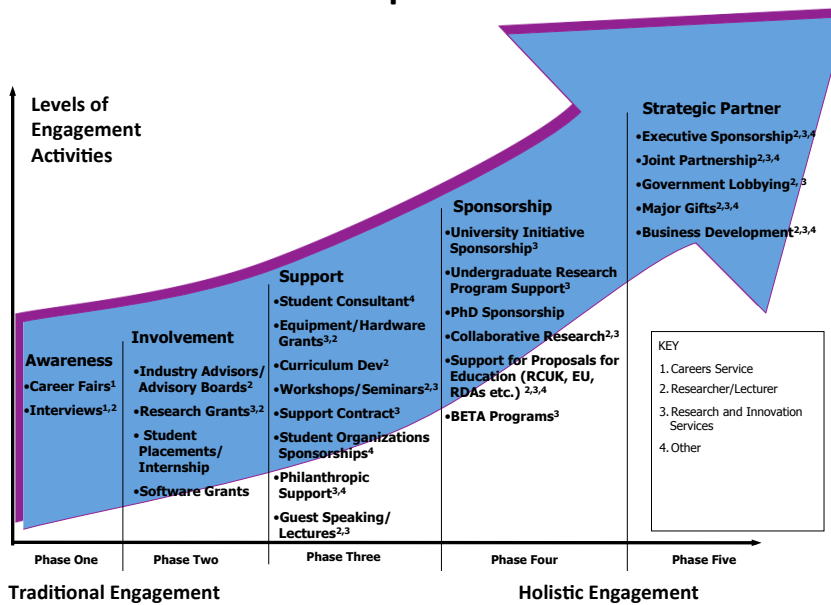 Levels of
Engagement
Activities
Awareness
•Career Fairs¹
•Interviews¹,²
Involvement
•Industry Advisors/
Advisory Boards²
•Research Grants³,²
• Student
Placements/
Internship
•Software Grants
Support
•Student Consultant⁴
•Equipment/Hardware
Grants³,²
•Curriculum Dev²
•Workshops/Seminars²,³
•Support Contract³
•Student Organizations
Sponsorships⁴
•Philanthropic
Support³,⁴
•Guest Speaking/
Lectures²,³
Sponsorship
•University Initiative
Sponsorship³
•Undergraduate Research
Program Support³
•PhD Sponsorship
•Collaborative Research²,³
•Support for Proposals for
Education (RCUK, EU,
RDAs etc.) ²,³,⁴
•BETA Programs³
Strategic Partner
•Executive Sponsorship²,³,⁴
•Joint Partnership²,³,⁴
•Government Lobbying²,³
•Major Gifts²,³,⁴
•Business Development²,³,⁴
KEY
1. Careers Service
2. Researcher/Lecturer
3. Research and Innovation
Services
4. Other
Phase One
Phase Two
Phase Three
Phase Four
Phase Five
Traditional Engagement
Holistic Engagement